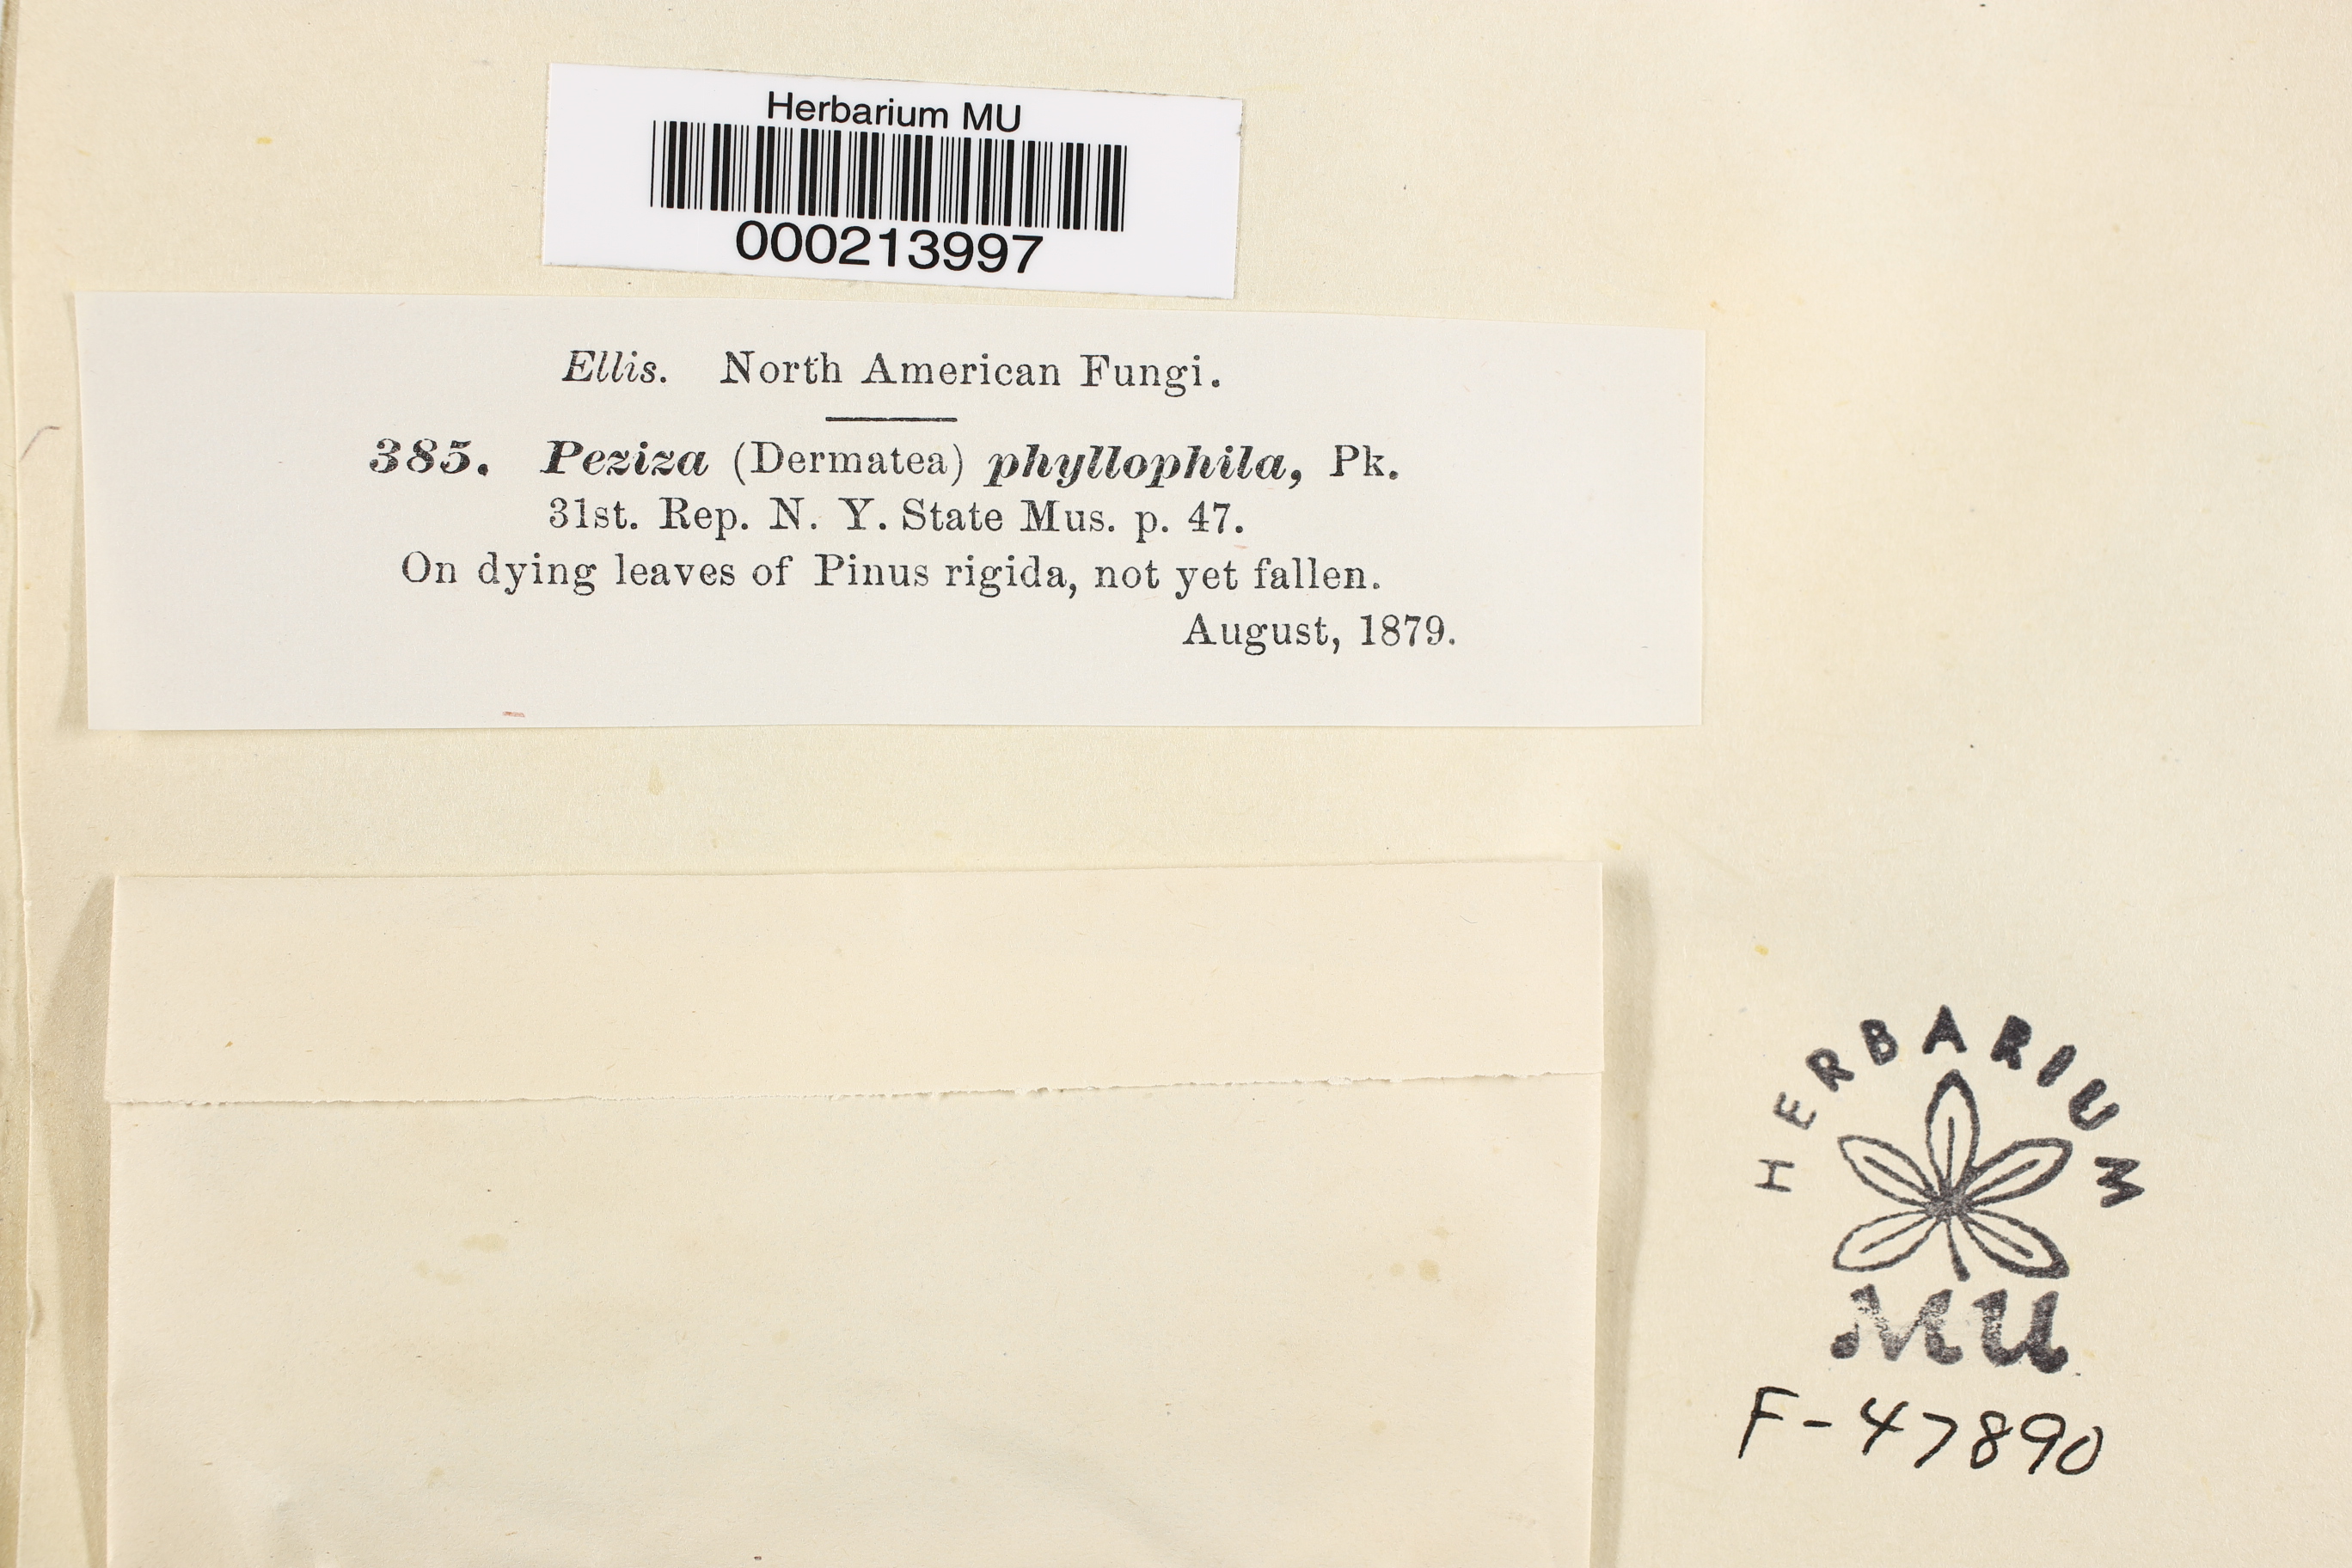 Herbarium MU
000213997
Ellis. North American Fungi.
385. Peziza (Dermatea) phyllophila, Pk.
31st. Rep. N. Y. State Mus. p. 47.
On dying leaves of Pinus rigida, not yet fallen.
August, 1879.
HERBARIUM
MU
F-47890